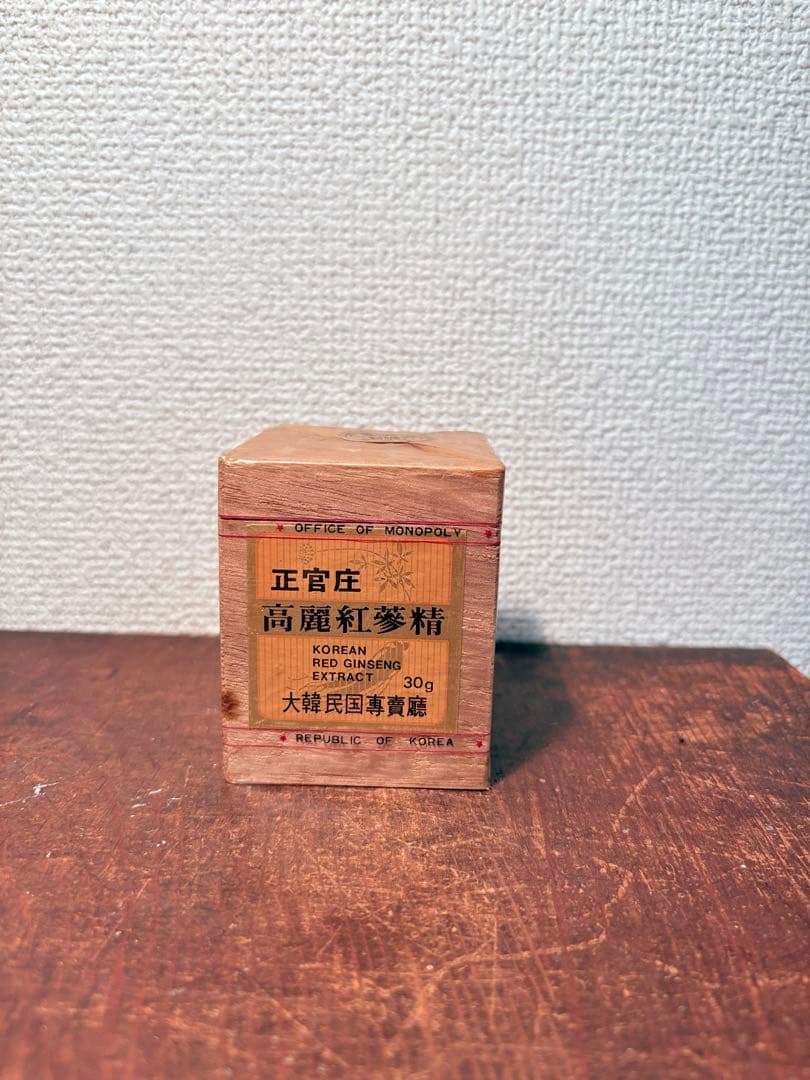 ★ OFFICE OF MONOPOLY ★
正官庄
高麗紅蔘精
KOREAN
RED GINSENG
EXTRACT
30g
大韓民国專賣廳
★ REPUBLIC OF KOREA ★